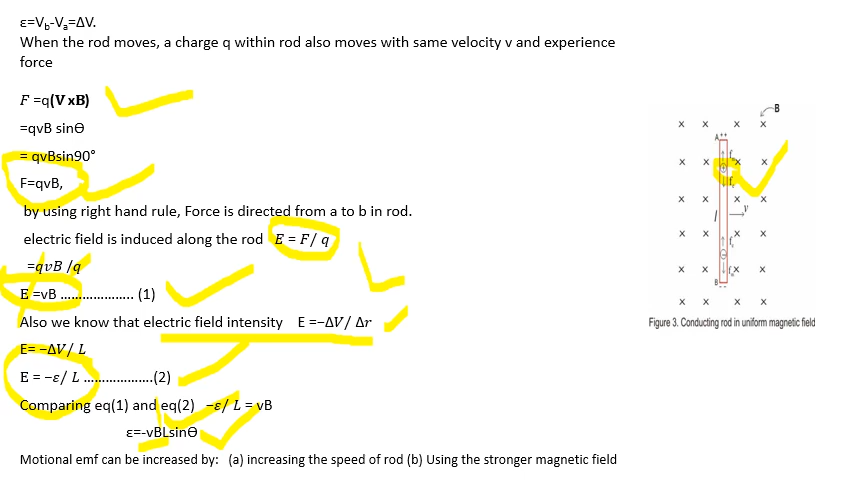 ε=Vb-Va=ΔV.
When the rod moves, a charge q within rod also moves with same velocity v and experience
force
F =q(V xB)
=qvB sinƟ
= qvBsin90°
F=qvB,
by using right hand rule, Force is directed from a to b in rod.
electric field is induced along the rod E = F/ q
=qvB /q
E =vB .................... (1)
Also we know that electric field intensity E =−ΔV/ Δr
E= −ΔV/ L
E = −ε/ L ...................(2)
Comparing eq(1) and eq(2) −ε/ L = vB
ε=-vBLsinƟ
Motional emf can be increased by: (a) increasing the speed of rod (b) Using the stronger magnetic field
B
x x x x
A ++
x x x x
x x x x
l v
x x x x
x x x x
B - -
x x x x
Figure 3. Conducting rod in uniform magnetic field